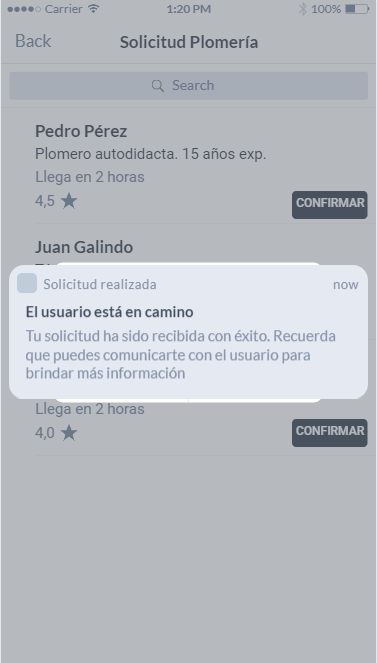 Carrier 1:20 PM 100%
Back Solicitud Plomería
Search
Pedro Pérez
Plomero autodidacta. 15 años exp.
Llega en 2 horas
4,5 CONFIRMAR
Juan Galindo
Solicitud realizada now
El usuario está en camino
Tu solicitud ha sido recibida con éxito. Recuerda
que puedes comunicarte con el usuario para
brindar más información
Llega en 2 horas
4,0 CONFIRMAR